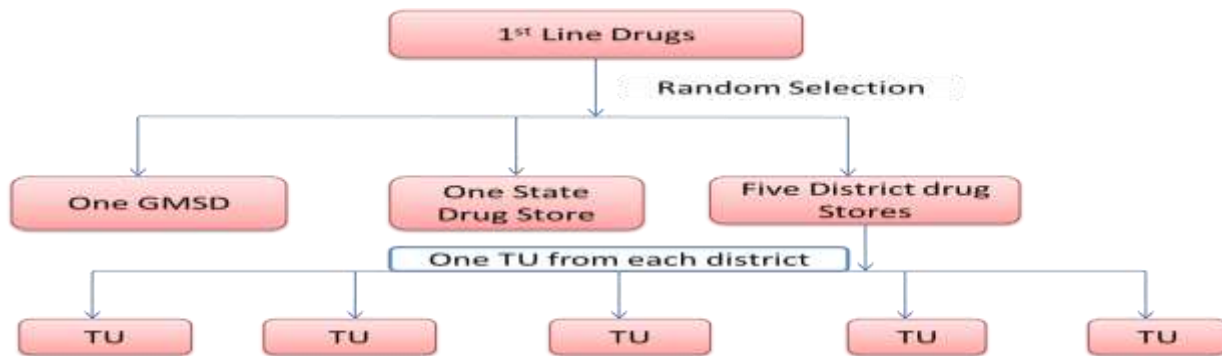 1st Line Drugs
Random Selection
One GMSD
One State
Drug Store
Five District drug
Stores
One TU from each district
TU
TU
TU
TU
TU